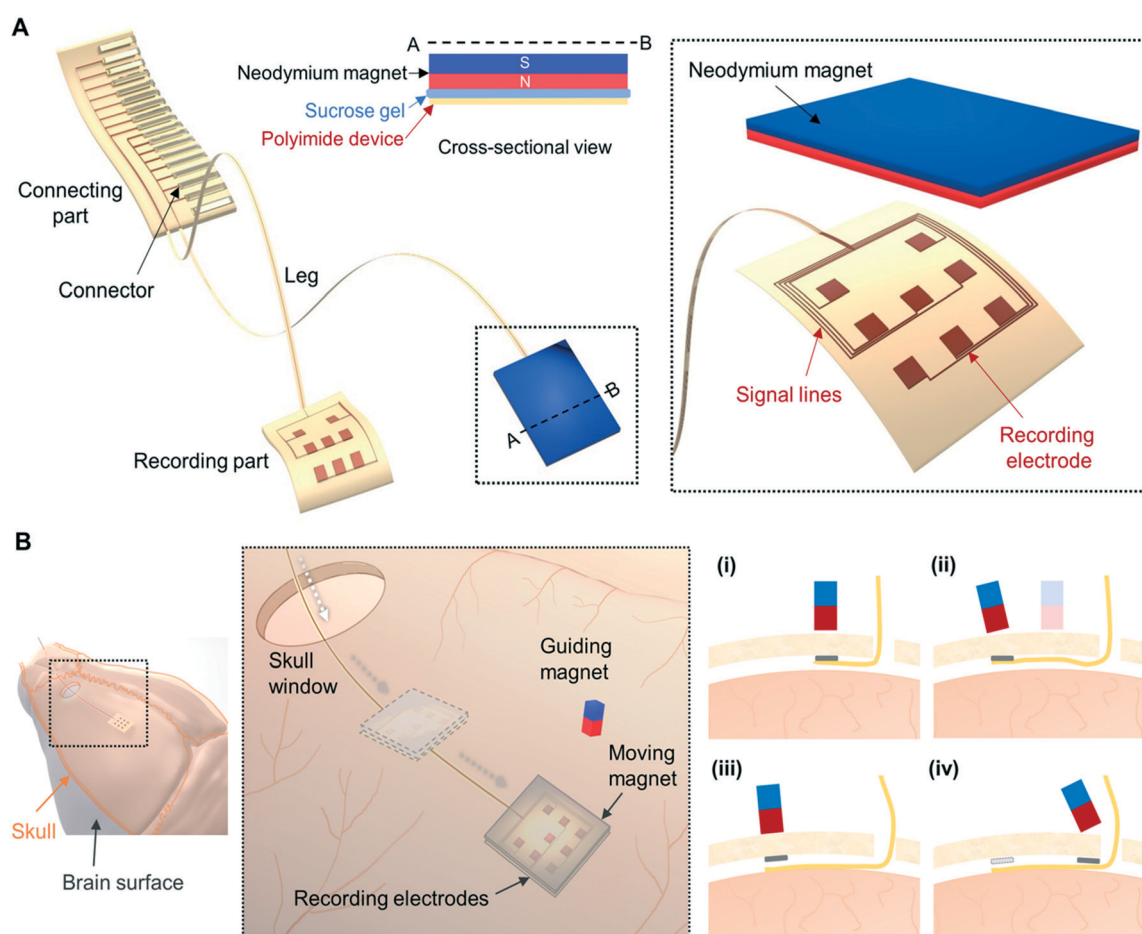 A
A
B
S
N
Neodymium magnet
Sucrose gel
Polyimide device
Cross-sectional view
Connecting
part
Connector
Leg
Recording part
A
B
Neodymium magnet
Signal lines
Recording
electrode
B
Skull
Brain surface
Skull
window
Guiding
magnet
Moving
magnet
Recording electrodes
(i)
(ii)
(iii)
(iv)